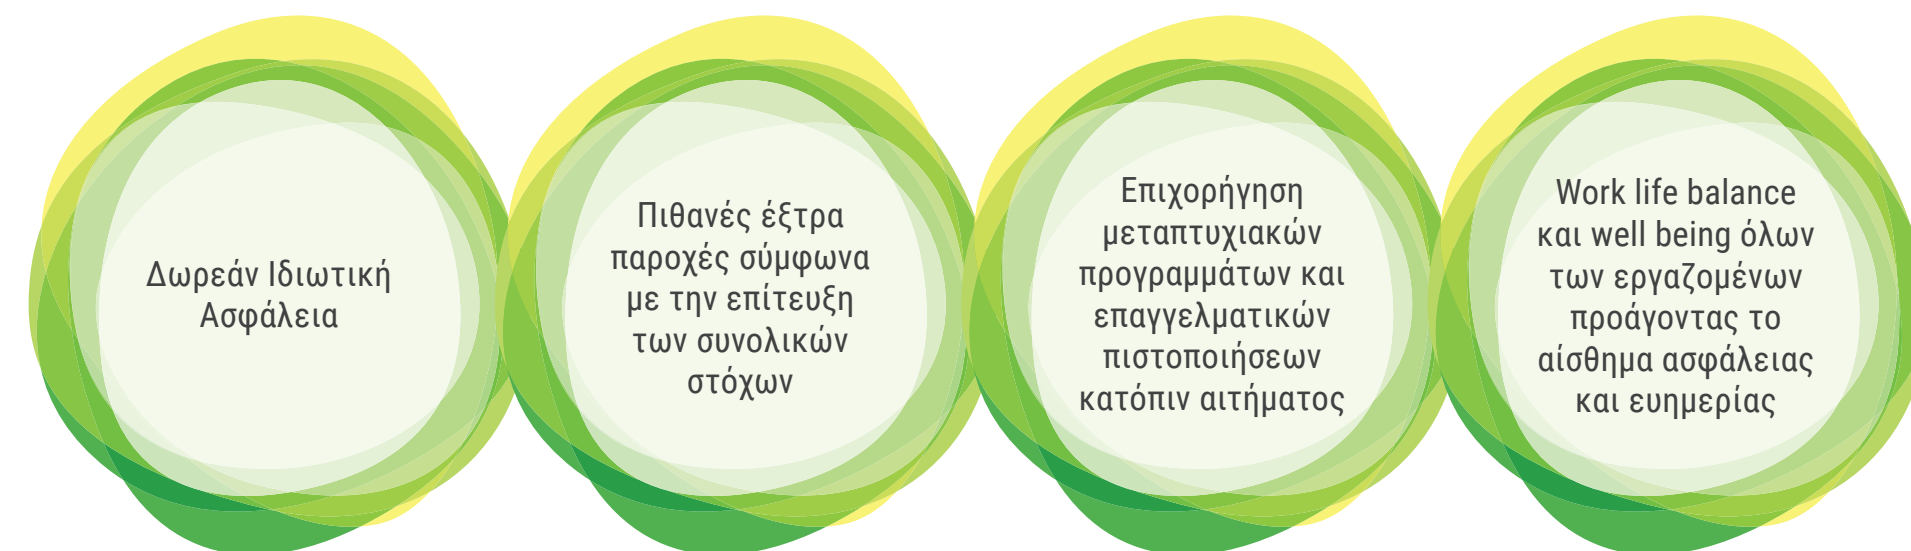 Δωρεάν Ιδιωτική
Ασφάλεια
Πιθανές έξτρα
παροχές σύμφωνα
με την επίτευξη
των συνολικών
στόχων
Επιχορήγηση
μεταπτυχιακών
προγραμμάτων και
επαγγελματικών
πιστοποιήσεων
κατόπιν αιτήματος
Work life balance
και well being όλων
των εργαζομένων
προάγοντας το
αίσθημα ασφάλειας
και ευημερίας